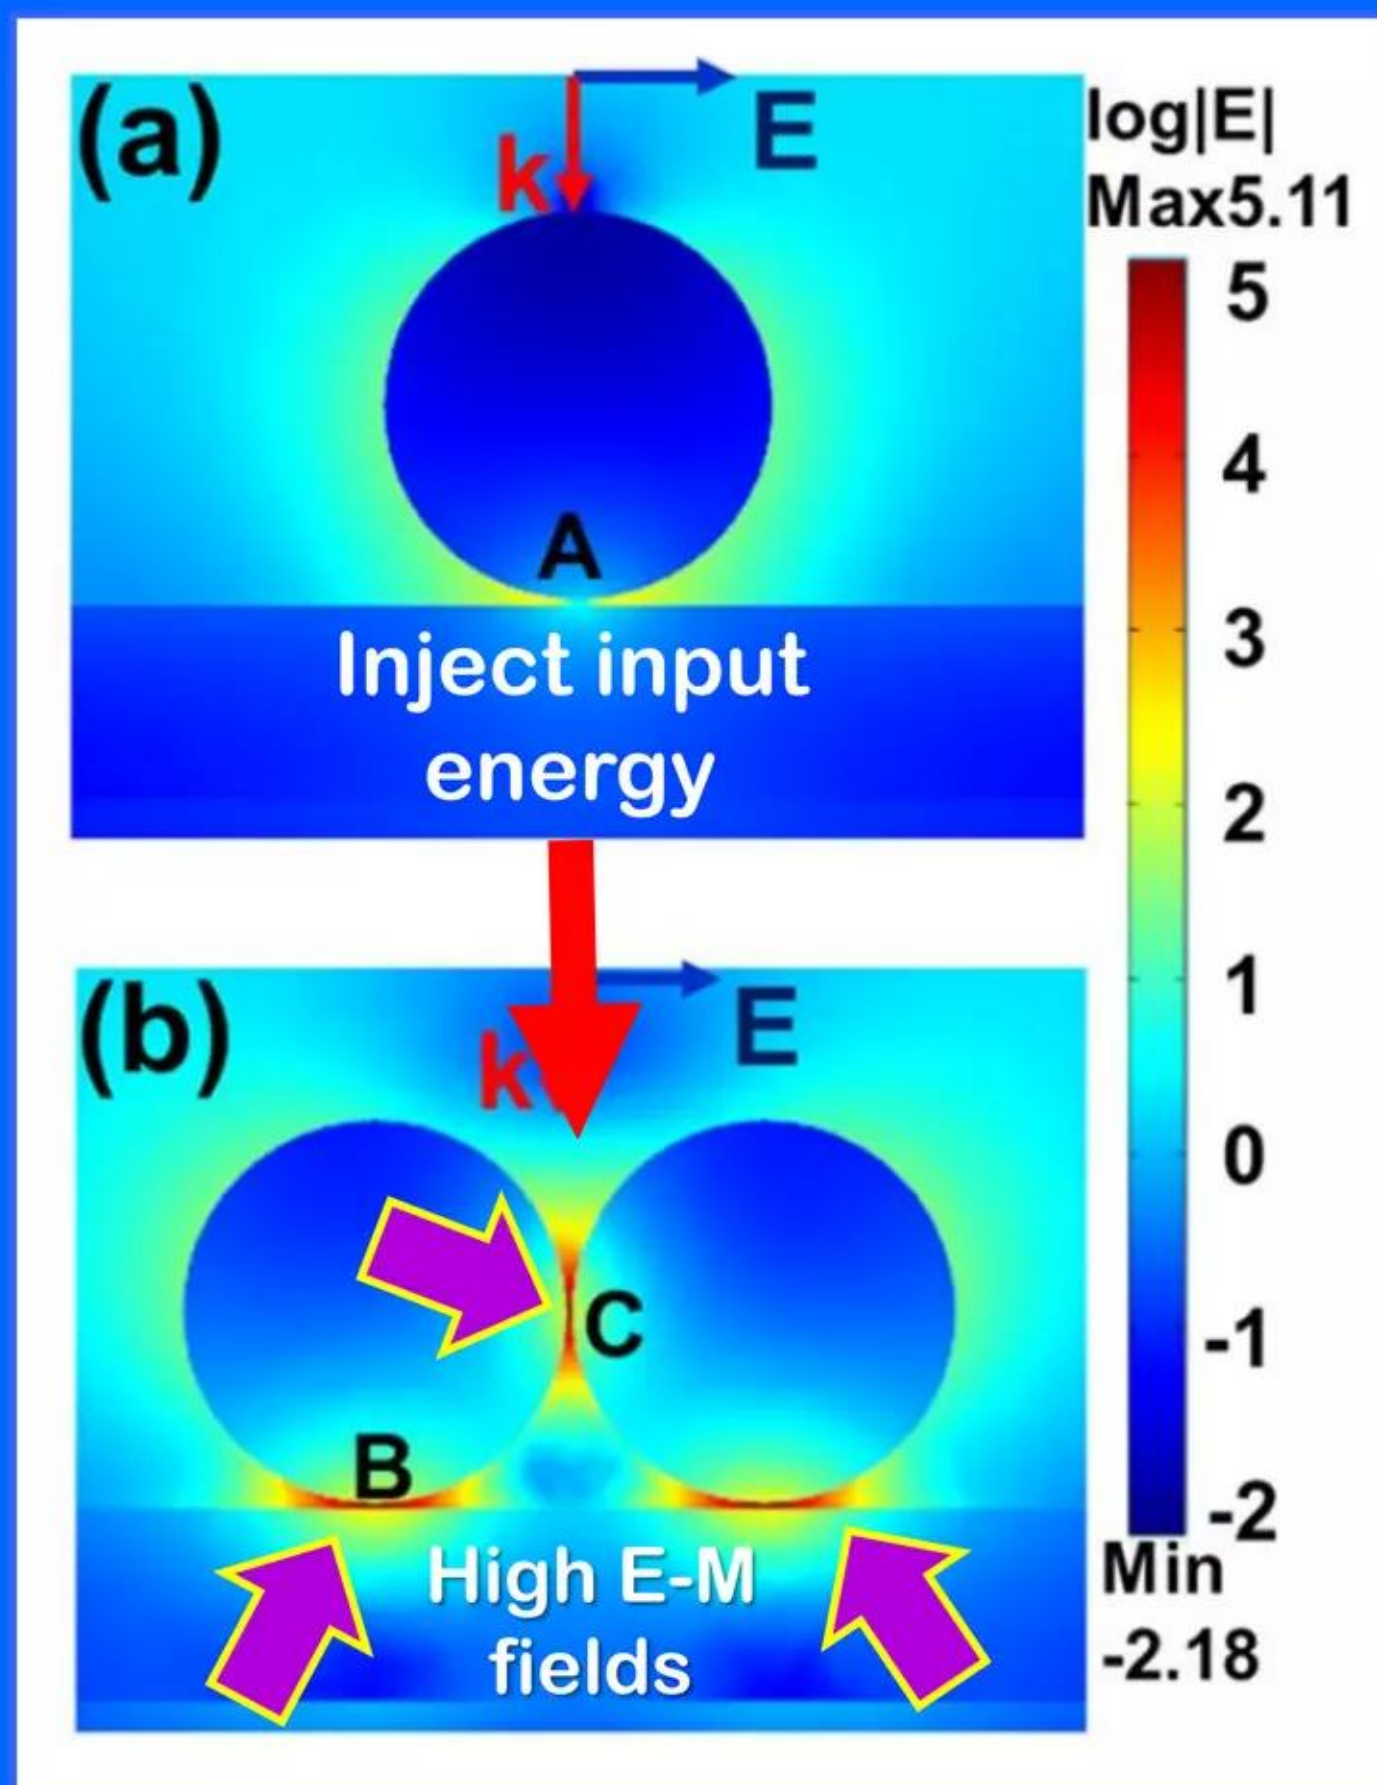 (a)
E
k
log|E|
Max5.11
A
Inject input
energy
5
4
3
2
1
0
-1
-2
Min
-2.18
(b)
E
k
C
B
High E-M
fields